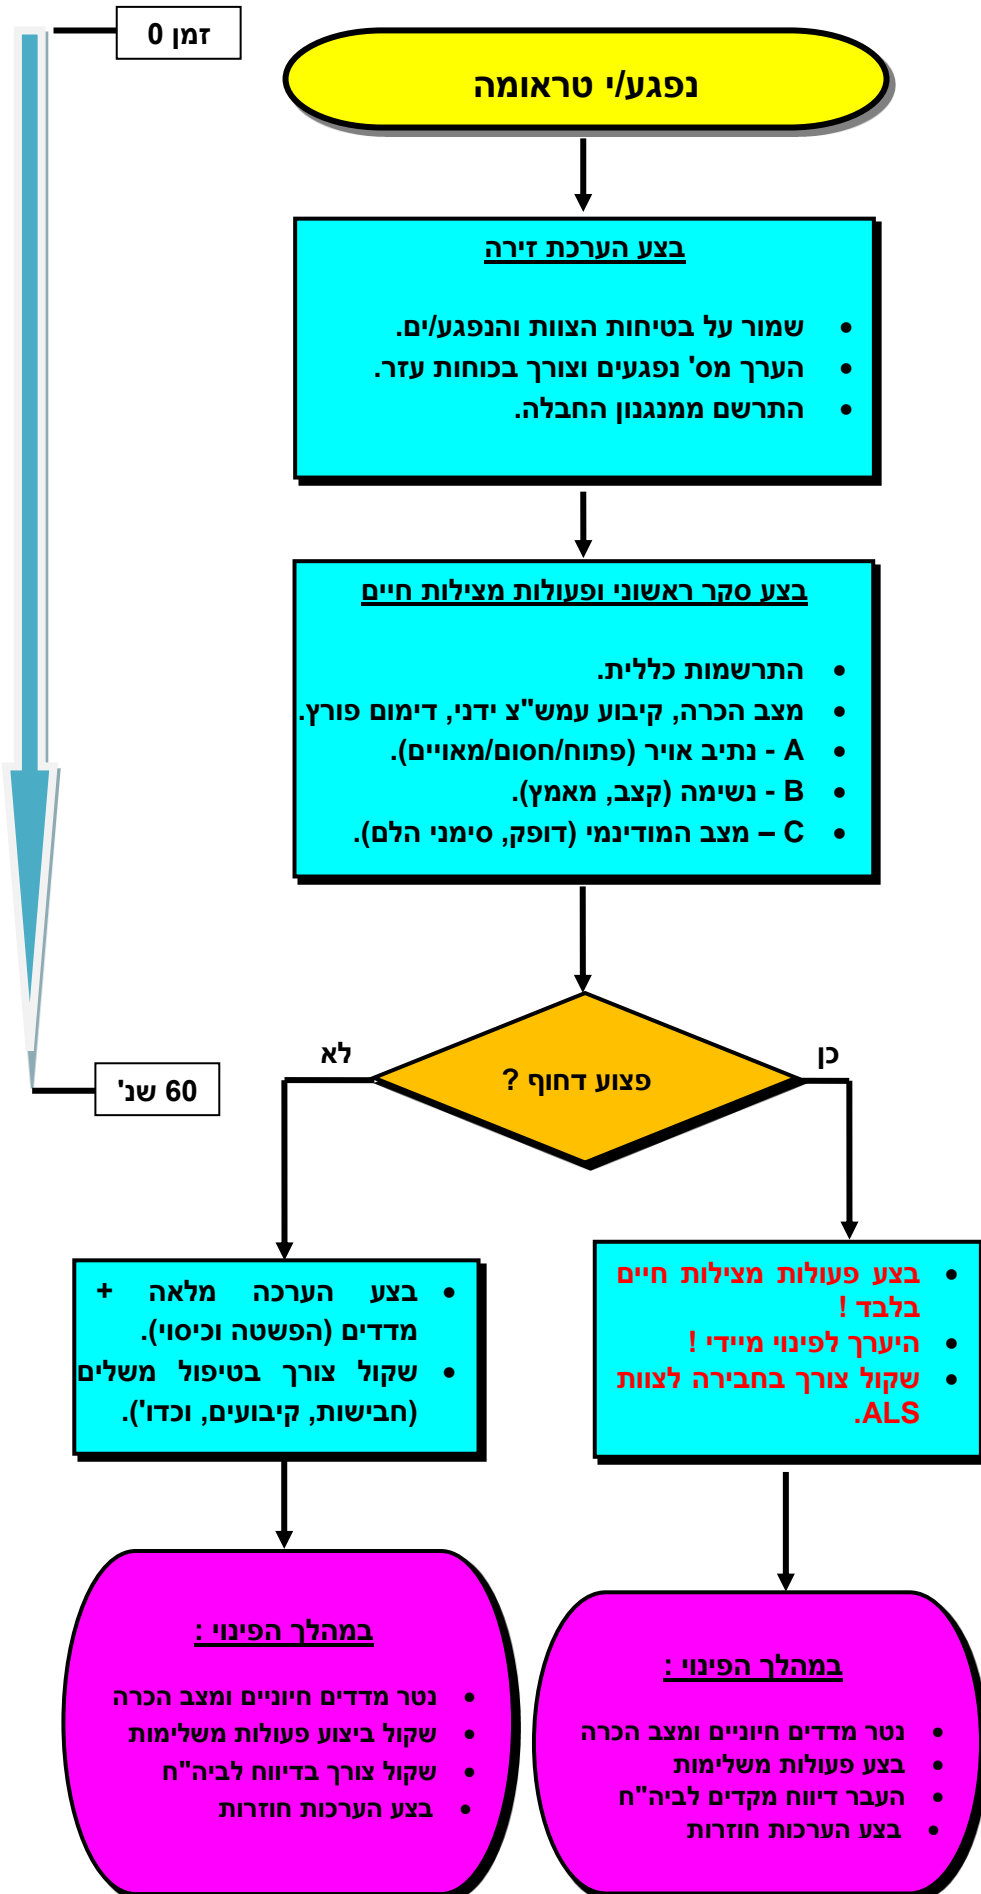 זמן 0
נפגע/י טראומה
בצע הערכת זירה
• שמור על בטיחות הצוות והנפגע/ים.
• הערך מס' נפגעים וצורך בכוחות עזר.
• התרשם ממנגנון החבלה.
בצע סקר ראשוני ופעולות מצילות חיים
• התרשמות כללית.
• מצב הכרה, קיבוע עמש"צ ידני, דימום פורץ.
• A - נתיב אויר (פתוח/חסום/מאויים).
• B - נשימה (קצב, מאמץ).
• C – מצב המודינמי (דופק, סימני הלם).
פצוע דחוף ?
כן
לא
60 שנ'
• בצע פעולות מצילות חיים
בלבד !
• היערך לפינוי מיידי !
• שקול צורך בחבירה לצוות
ALS.
• בצע הערכה מלאה +
מדדים (הפשטה וכיסוי).
• שקול צורך בטיפול משלים
(חבישות, קיבועים, וכדו').
במהלך הפינוי :
• נטר מדדים חיוניים ומצב הכרה
• בצע פעולות משלימות
• העבר דיווח מקדים לביה"ח
• בצע הערכות חוזרות
במהלך הפינוי :
• נטר מדדים חיוניים ומצב הכרה
• שקול ביצוע פעולות משלימות
• שקול צורך בדיווח לביה"ח
• בצע הערכות חוזרות